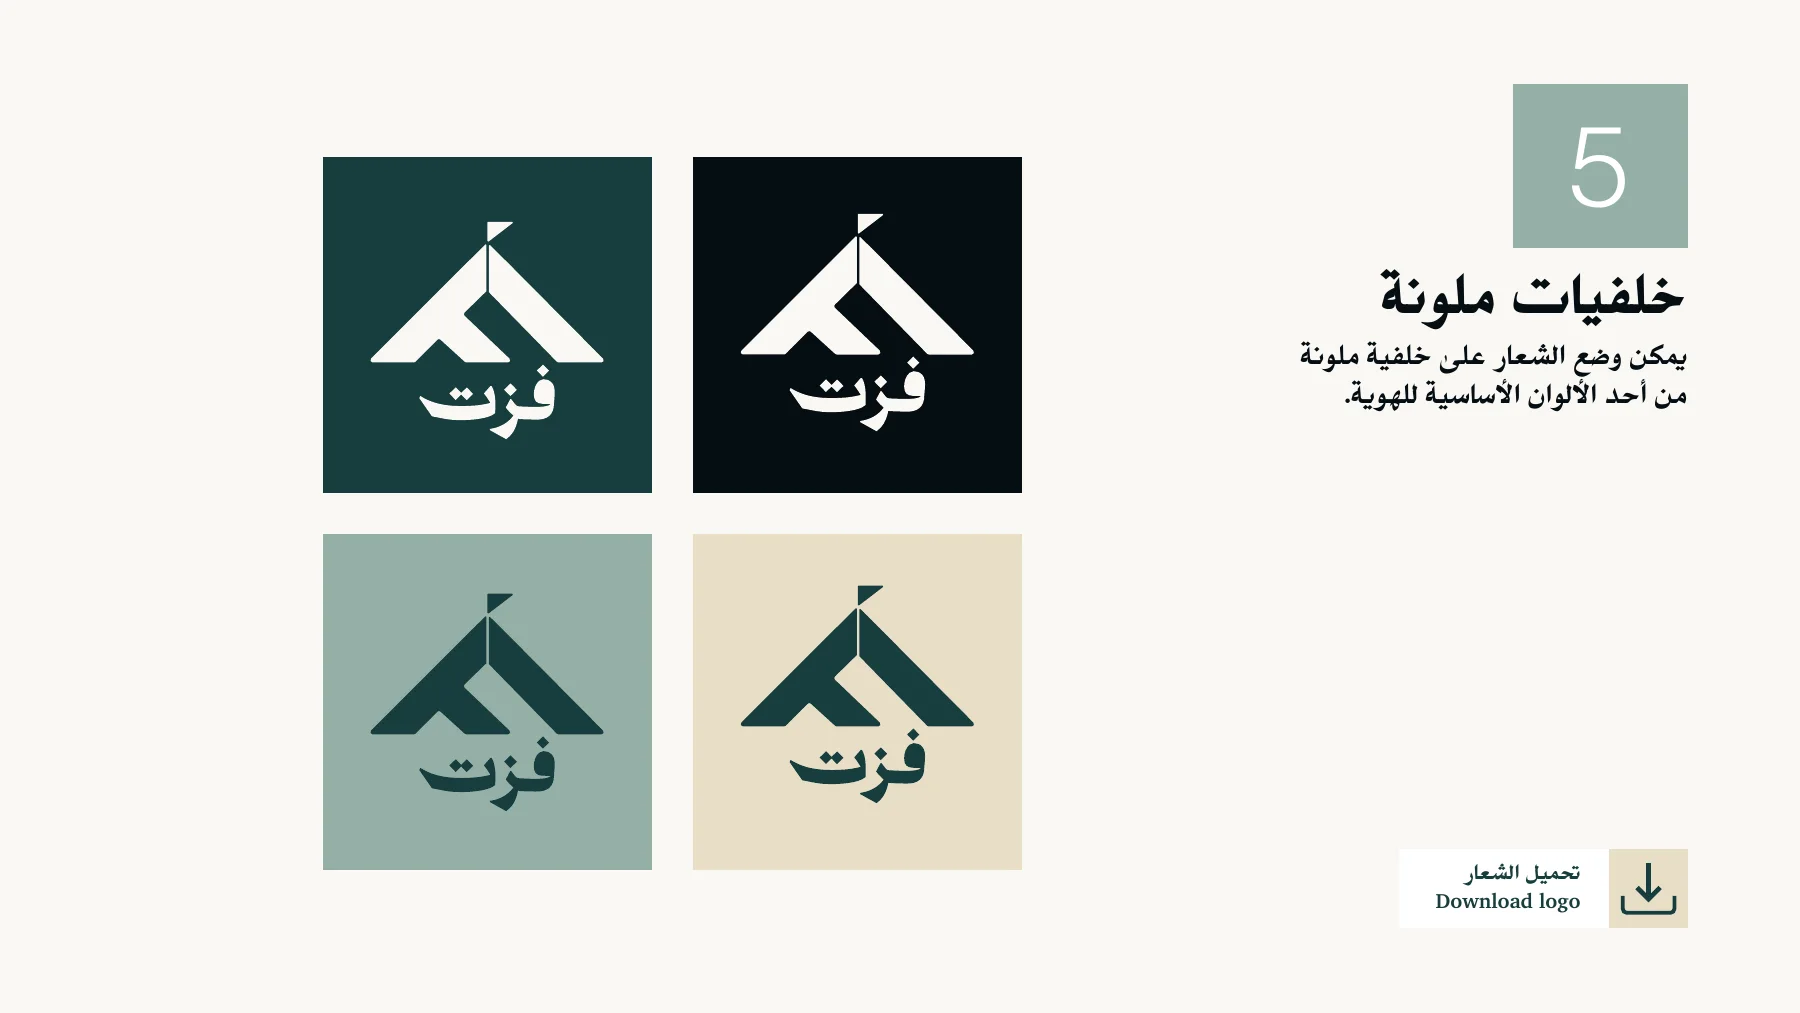 5
خلفيات ملونة
يمكن وضع الشعار على خلفية ملونة
من أحد الألوان الأساسية للهوية.
فزت
فزت
فزت
فزت
تحميل الشعار
Download logo